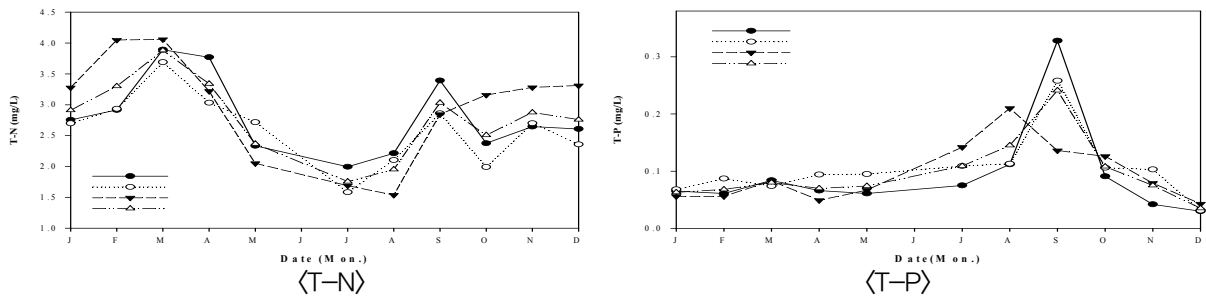 4.5
4.0
3.5
3.0
2.5
2.0
1.5
1.0
T-N (mg/L)
J F M A M J A S O N D
Date (Mon.)
〈T-N〉
0.3
0.2
0.1
0.0
T-P (mg/L)
J F M A M J A S O N D
Date(Mon.)
〈T-P〉